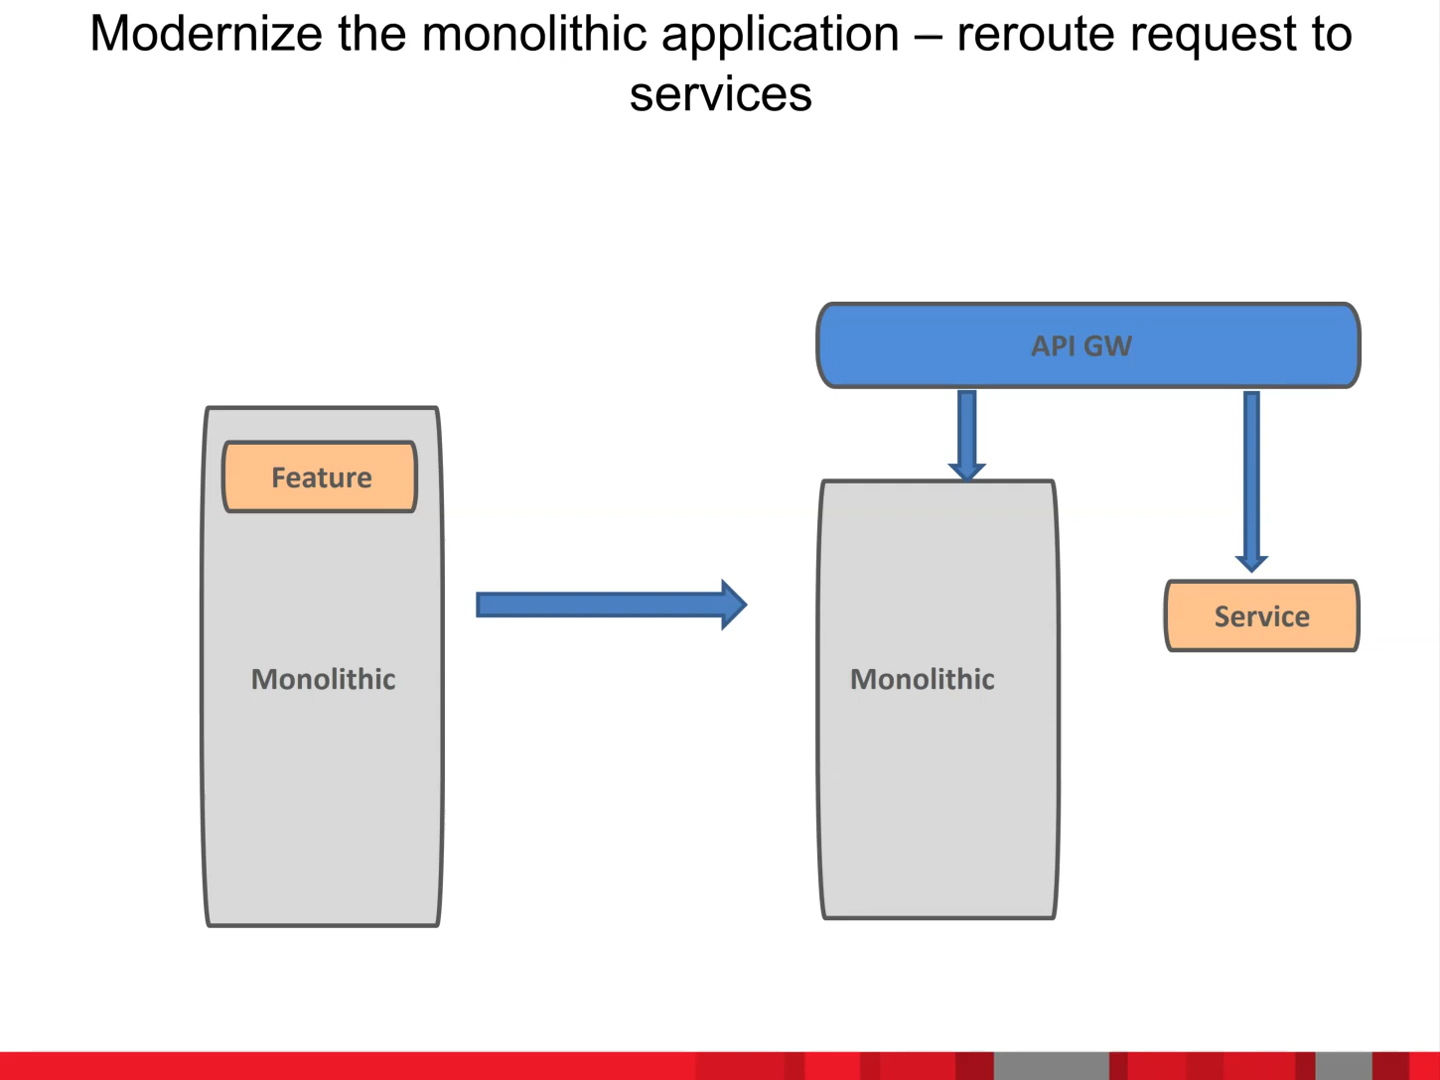 Modernize the monolithic application – reroute request to
services
API GW
Feature
Service
Monolithic
Monolithic